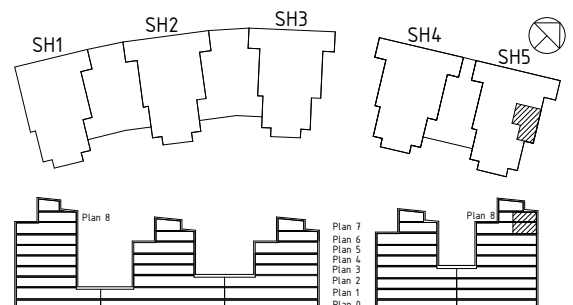 SH1
SH2
SH3
SH4
SH5
Plan 8
Plan 7
Plan 6
Plan 5
Plan 4
Plan 3
Plan 2
Plan 1
Plan 0
Plan 8